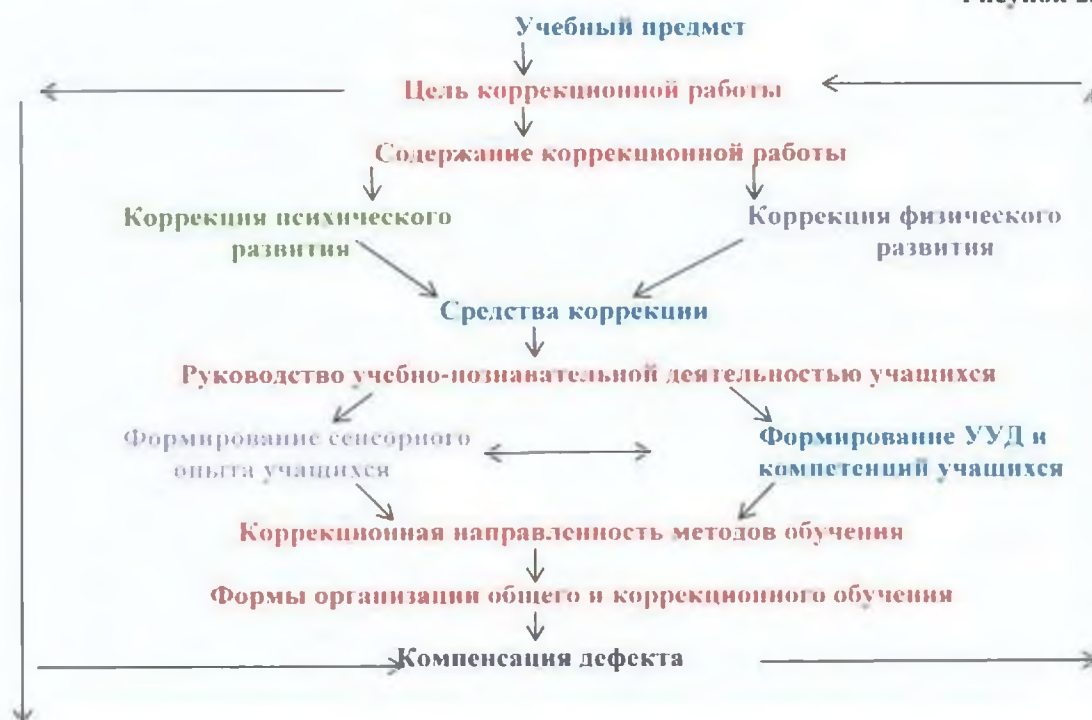 Рисунок 2.
Учебный предмет
Цель коррекционной работы
Содержание коррекционной работы
Коррекция психического
развития
Коррекция физического
развития
Средства коррекции
Руководство учебно-познавательной деятельностью учащихся
Формирование сенсорного
опыта учащихся
Формирование УУД и
компетенций учащихся
Коррекционная направленность методов обучения
Формы организации общего и коррекционного обучения
Компенсация дефекта